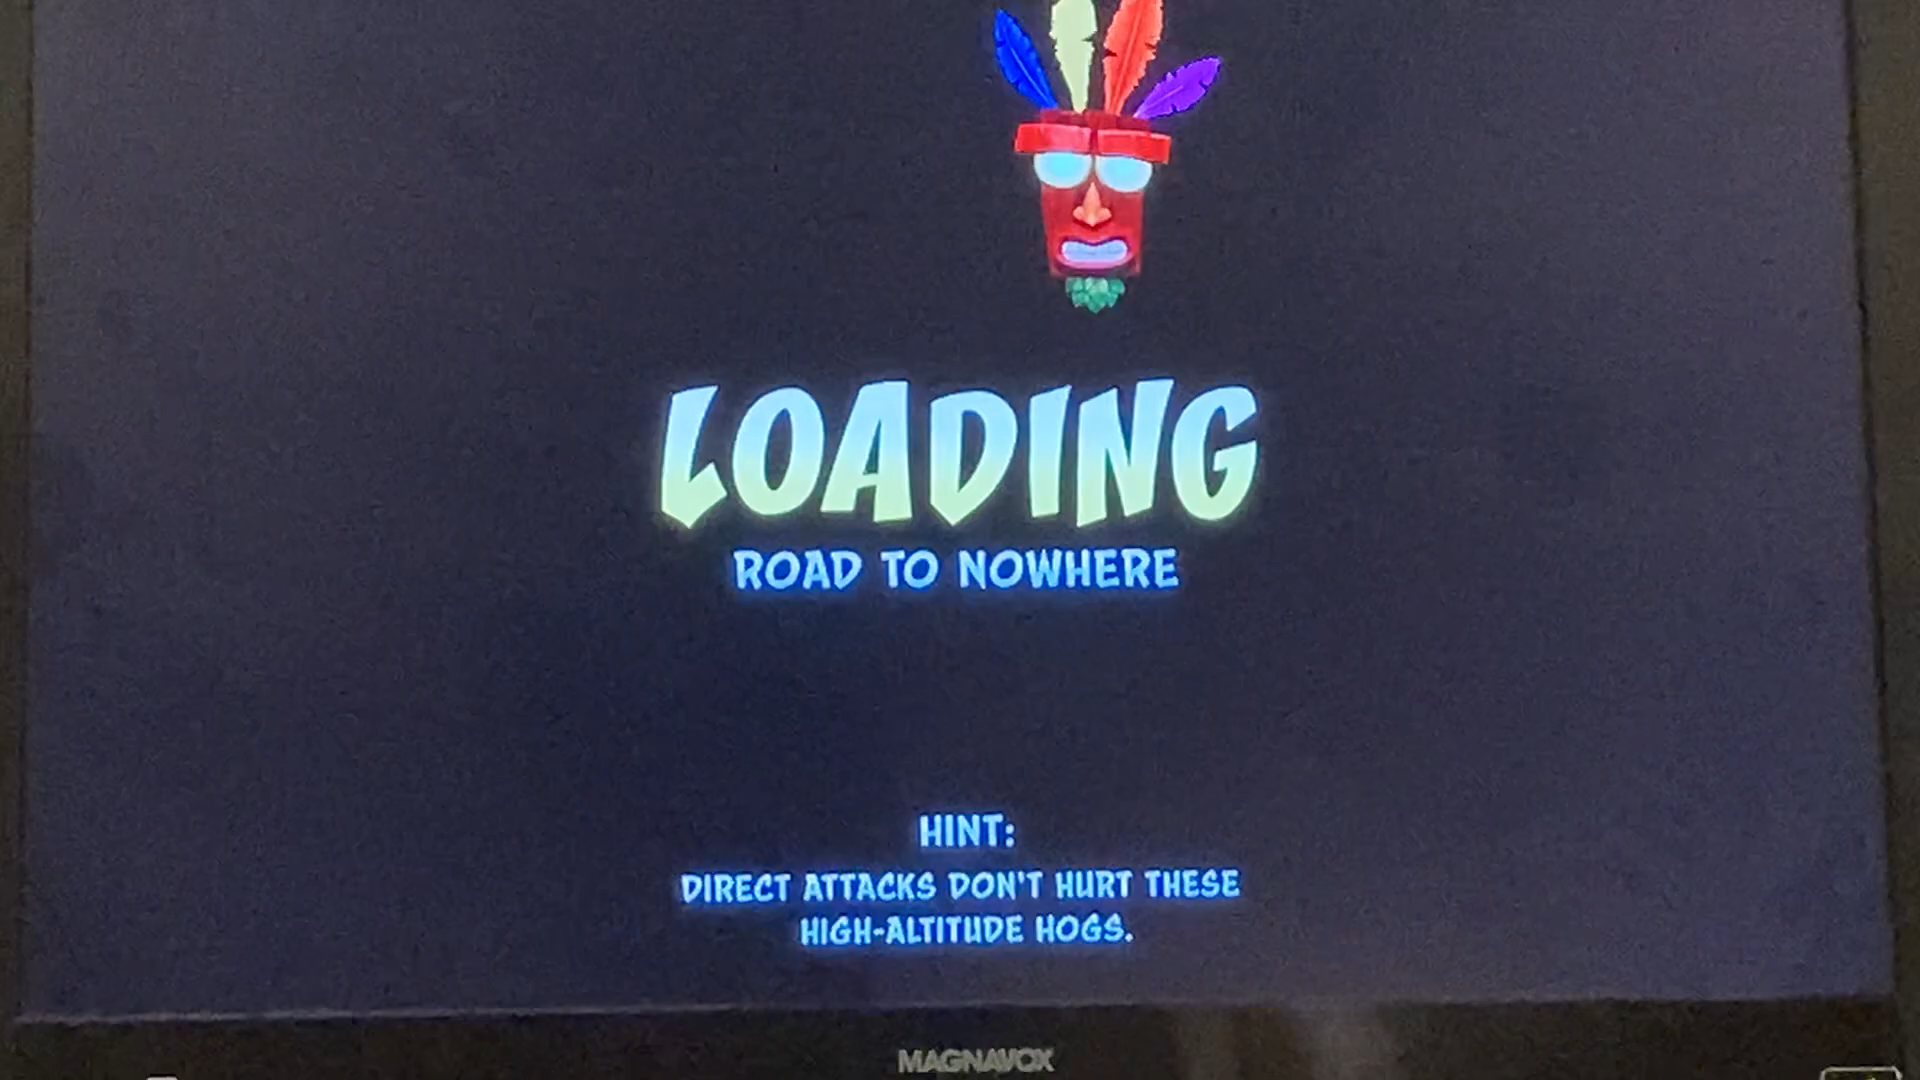 LOADING
ROAD TO NOWHERE
HINT:
DIRECT ATTACKS DON'T HURT THESE
HIGH-ALTITUDE HOGS.
MAGNAVOX